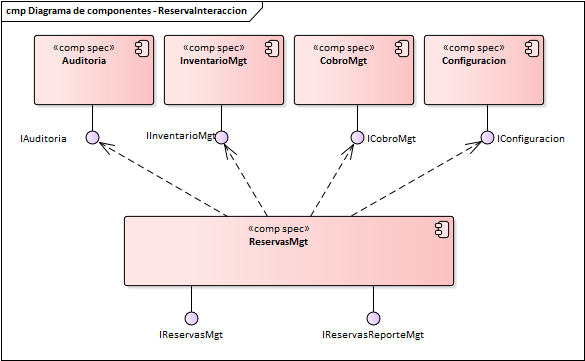 cmp Diagrama de componentes - ReservaInteraccion
«comp spec»
Auditoria
«comp spec»
InventarioMgt
«comp spec»
CobroMgt
«comp spec»
Configuracion
IAuditoria
IInventarioMgt
ICobroMgt
IConfiguracion
«comp spec»
ReservasMgt
IReservasMgt
IReservasReporteMgt